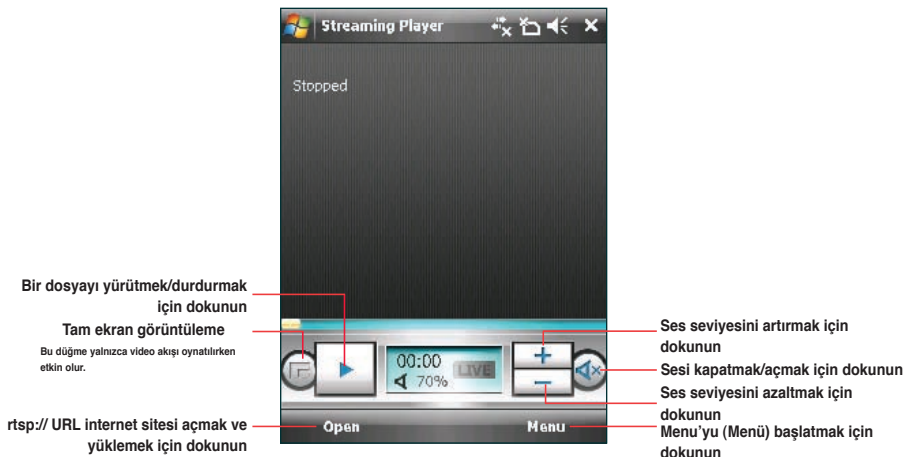 Streaming Player
Stopped
Bir dosyayı yürütmek/durdurmak
için dokunun
Tam ekran görüntüleme
Bu düğme yalnızca video akışı oynatılırken
etkin olur.
rtsp:// URL internet sitesi açmak ve
yüklemek için dokunun
00:00
70%
LIVE
Open
Menu
Ses seviyesini artırmak için
dokunun
Sesi kapatmak/açmak için dokunun
Ses seviyesini azaltmak için
dokunun
Menu’yu (Menü) başlatmak için
dokunun